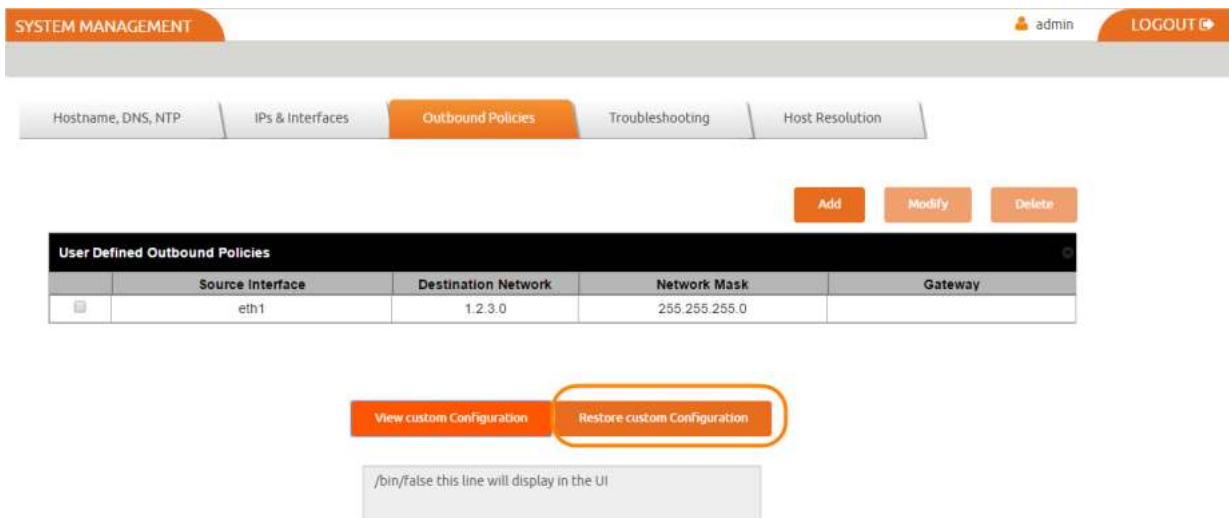 SYSTEM MANAGEMENT admin LOGOUT
Hostname, DNS, NTP IPs & Interfaces Outbound Policies Troubleshooting Host Resolution
Add Modify Delete
User Defined Outbound Policies
Source Interface Destination Network Network Mask Gateway
eth1 1.2.3.0 255.255.255.0
View custom Configuration Restore custom Configuration
/bin/false this line will display in the UI